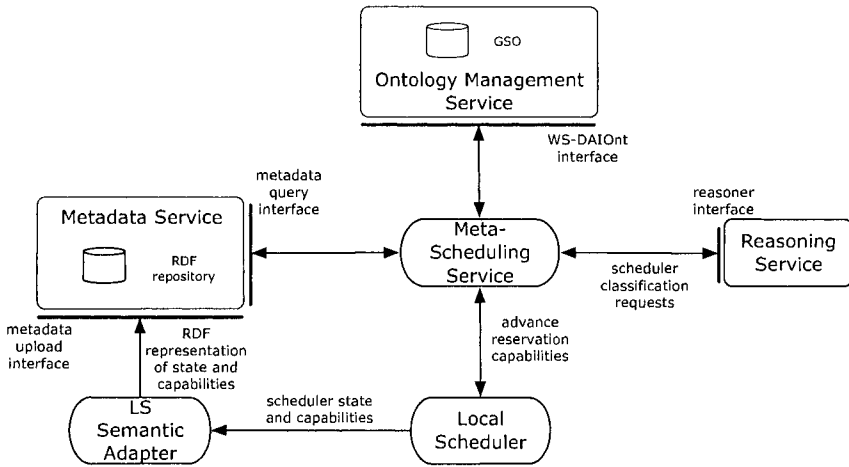 GSO
Ontology Management
Service
WS-DAIOnt
interface
metadata
query
interface
reasoner
interface
Metadata Service
RDF
repository
Meta-
Scheduling
Service
Reasoning
Service
scheduler
classification
requests
metadata
upload
interface
RDF
representation
of state and
capabilities
advance
reservation
capabilities
LS
Semantic
Adapter
scheduler state
and capabilities
Local
Scheduler